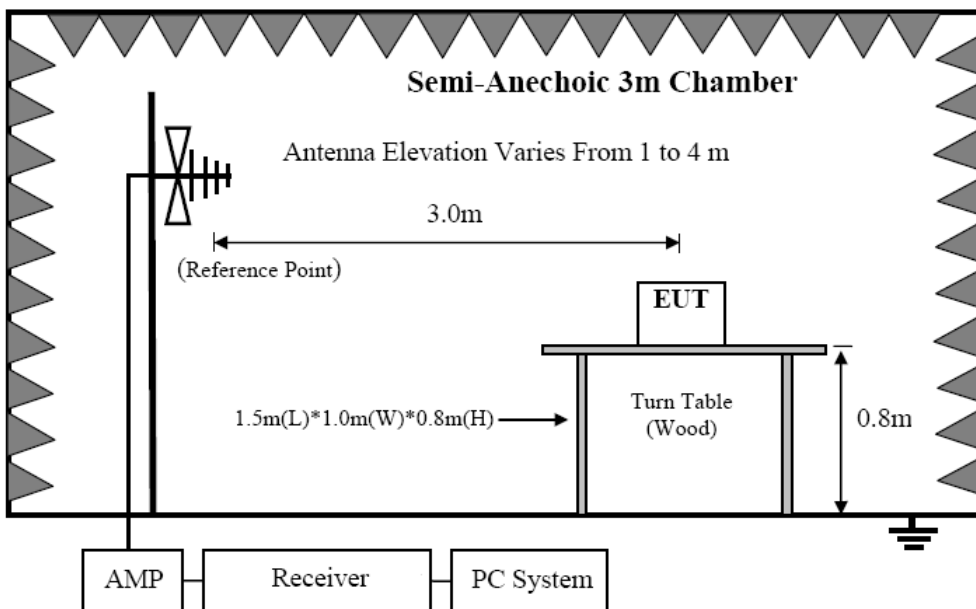 Semi-Anechoic 3m Chamber
Antenna Elevation Varies From 1 to 4 m
3.0m
(Reference Point)
EUT
1.5m(L)*1.0m(W)*0.8m(H)
Turn Table
(Wood)
0.8m
AMP
Receiver
PC System